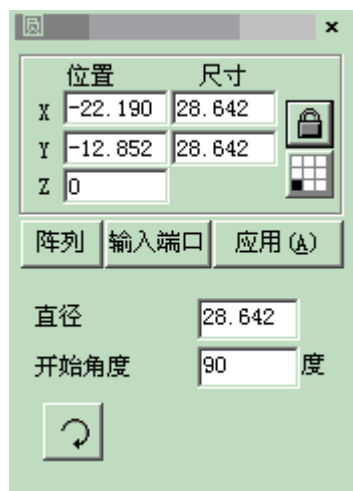 圆 ×
位置 尺寸
X -22.190 28.642
Y -12.852 28.642
Z 0
阵列 输入端口 应用(A)
直径 28.642
开始角度 90 度